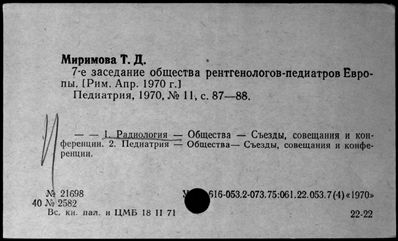 Миримова Т. Д.
7-е заседание общества рентгенологов-педиатров Евро-
пы. [Рим. Апр. 1970 г.]
Педиатрия, 1970, № 11, с. 87—88.
— — 1. Радиология — Общества — Съезды, совещания и кон-
ференции. 2. Педиатрия — Общества— Съезды, совещания и конфе-
ренции.
№ 21698 616-053.2-073.75:061.22.053.7(4)«1970»
40 № 2582
Вс. кн. пал. и ЦМБ 18 II 71 22-22